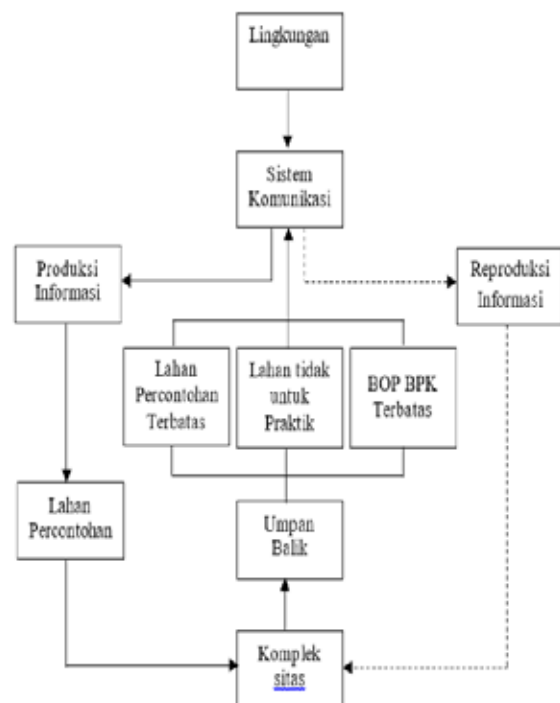 Lingkungan
Sistem
Komunikasi
Produksi
Informasi
Reproduksi
Informasi
Lahan
Percontohan
Terbatas
Lahan tidak
untuk
Praktik
BOP BPK
Terbatas
Lahan
Percontohan
Umpan
Balik
Komplek
sitas